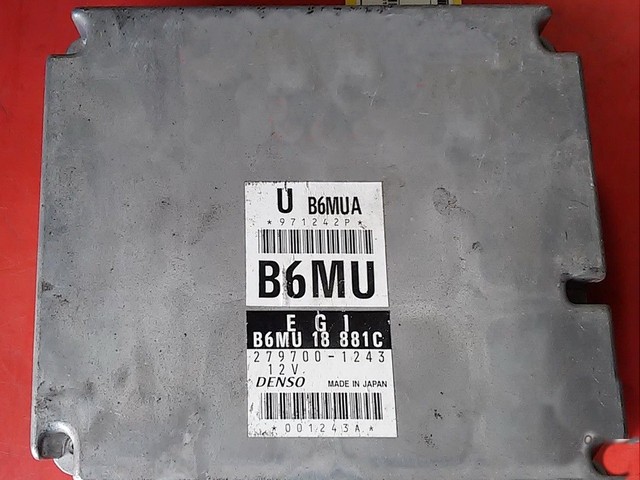 U B6MUA
*971242P*
B6MU
EGI
B6MU 18 881C
279700-1243
12V
DENSO MADE IN JAPAN
*001243A*